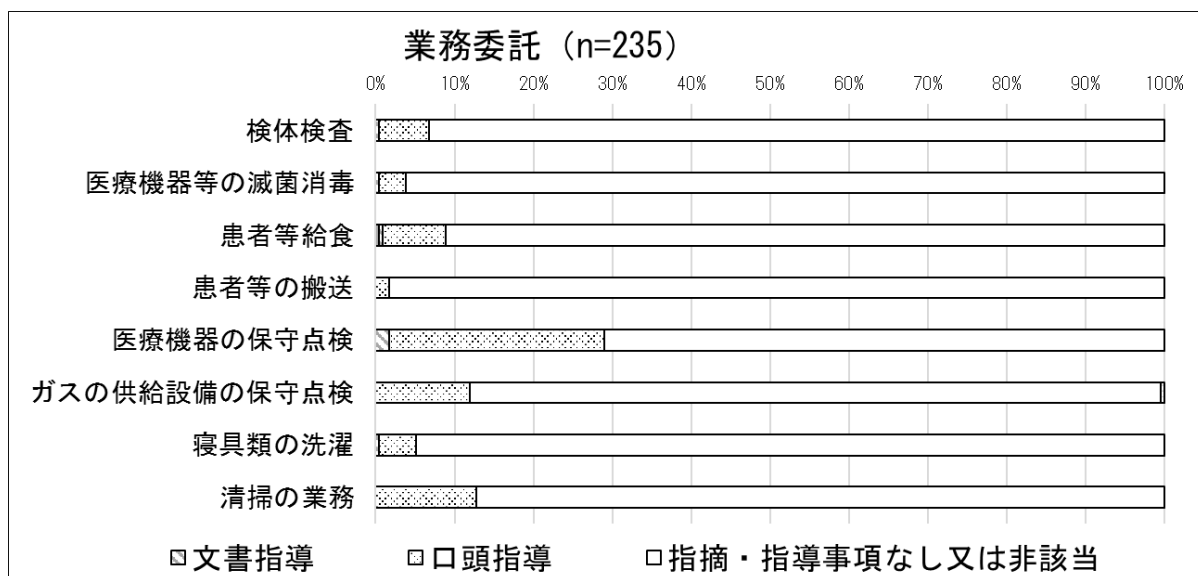 業務委託（n=235）
0% 10% 20% 30% 40% 50% 60% 70% 80% 90% 100%
検体検査
医療機器等の滅菌消毒
患者等給食
患者等の搬送
医療機器の保守点検
ガスの供給設備の保守点検
寝具類の洗濯
清掃の業務
文書指導 口頭指導 指摘・指導事項なし又は非該当